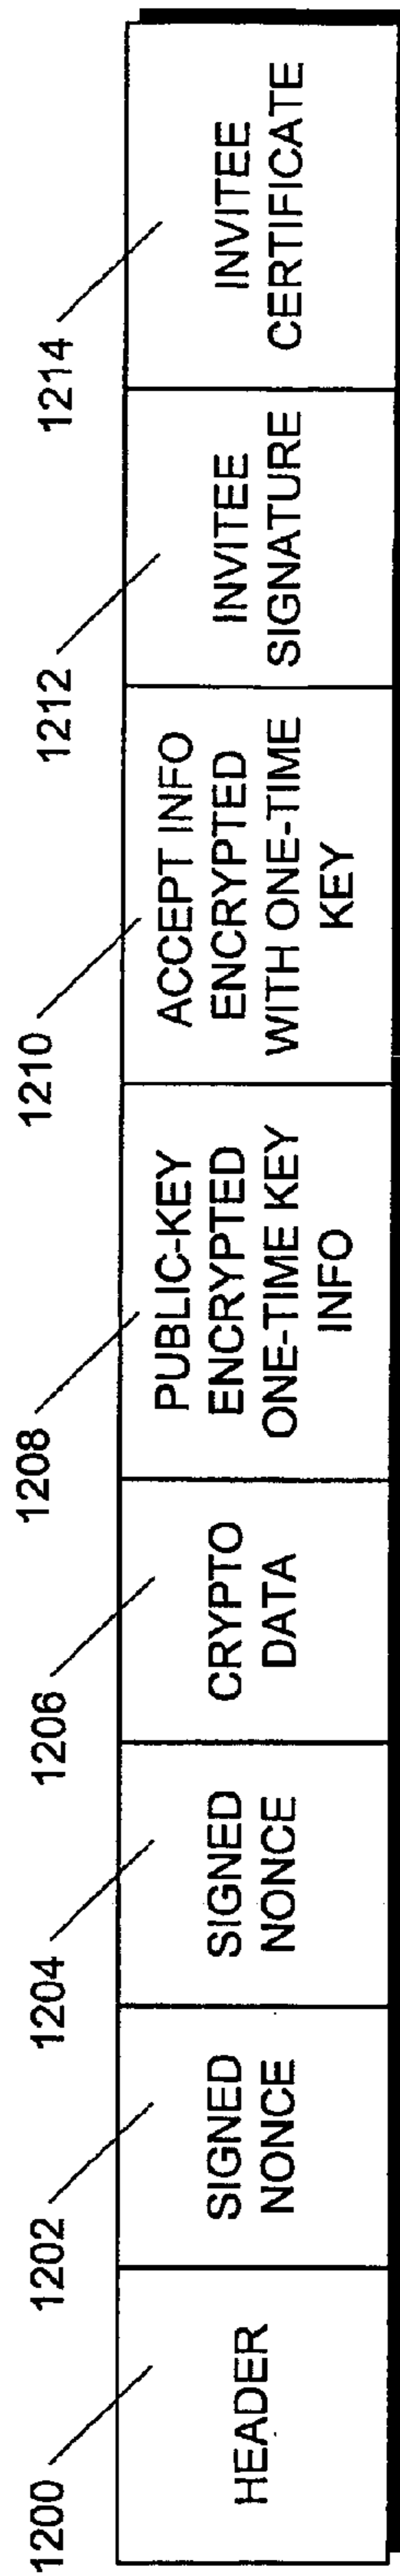 1200
1202
1204
1206
1208
1210
1212
1214
HEADER
SIGNED
NONCE
SIGNED
NONCE
CRYPTO
DATA
PUBLIC-KEY
ENCRYPTED
ONE-TIME KEY
INFO
ACCEPT INFO
ENCRYPTED
WITH ONE-TIME
KEY
INVITEE
SIGNATURE
INVITEE
CERTIFICATE